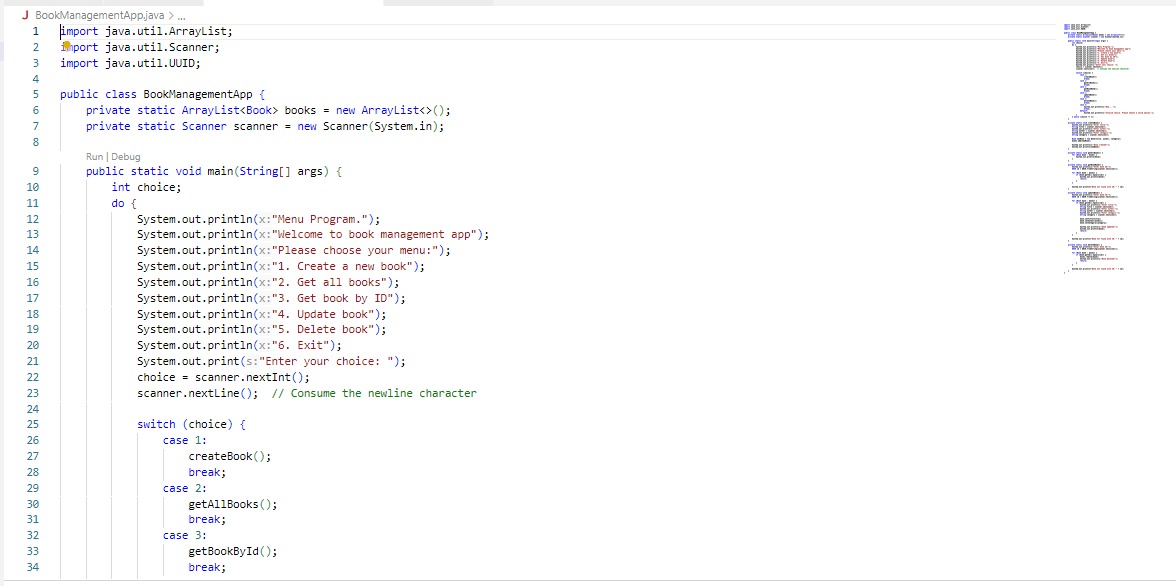 J BookManagementApp.java > ...
1 import java.util.ArrayList;
2 import java.util.Scanner;
3 import java.util.UUID;
4
5 public class BookManagementApp {
6 private static ArrayList<Book> books = new ArrayList<>();
7 private static Scanner scanner = new Scanner(System.in);
8
Run | Debug
9 public static void main(String[] args) {
10 int choice;
11 do {
12 System.out.println(x:"Menu Program.");
13 System.out.println(x:"Welcome to book management app");
14 System.out.println(x:"Please choose your menu:");
15 System.out.println(x:"1. Create a new book");
16 System.out.println(x:"2. Get all books");
17 System.out.println(x:"3. Get book by ID");
18 System.out.println(x:"4. Update book");
19 System.out.println(x:"5. Delete book");
20 System.out.println(x:"6. Exit");
21 System.out.print(s:"Enter your choice: ");
22 choice = scanner.nextInt();
23 scanner.nextLine(); // Consume the newline character
24
25 switch (choice) {
26 case 1:
27 createBook();
28 break;
29 case 2:
30 getAllBooks();
31 break;
32 case 3:
33 getBookById();
34 break;